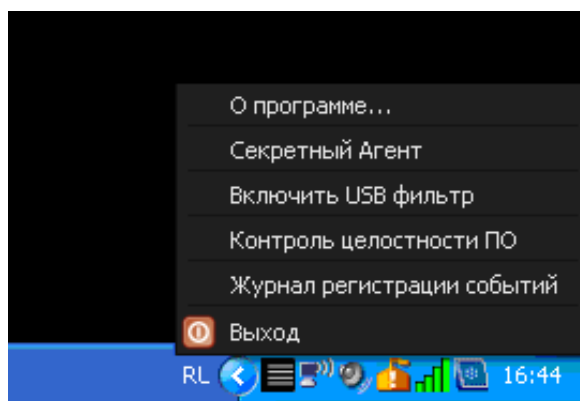 О программе...
Секретный Агент
Включить USB фильтр
Контроль целостности ПО
Журнал регистрации событий
Выход
RL 16:44